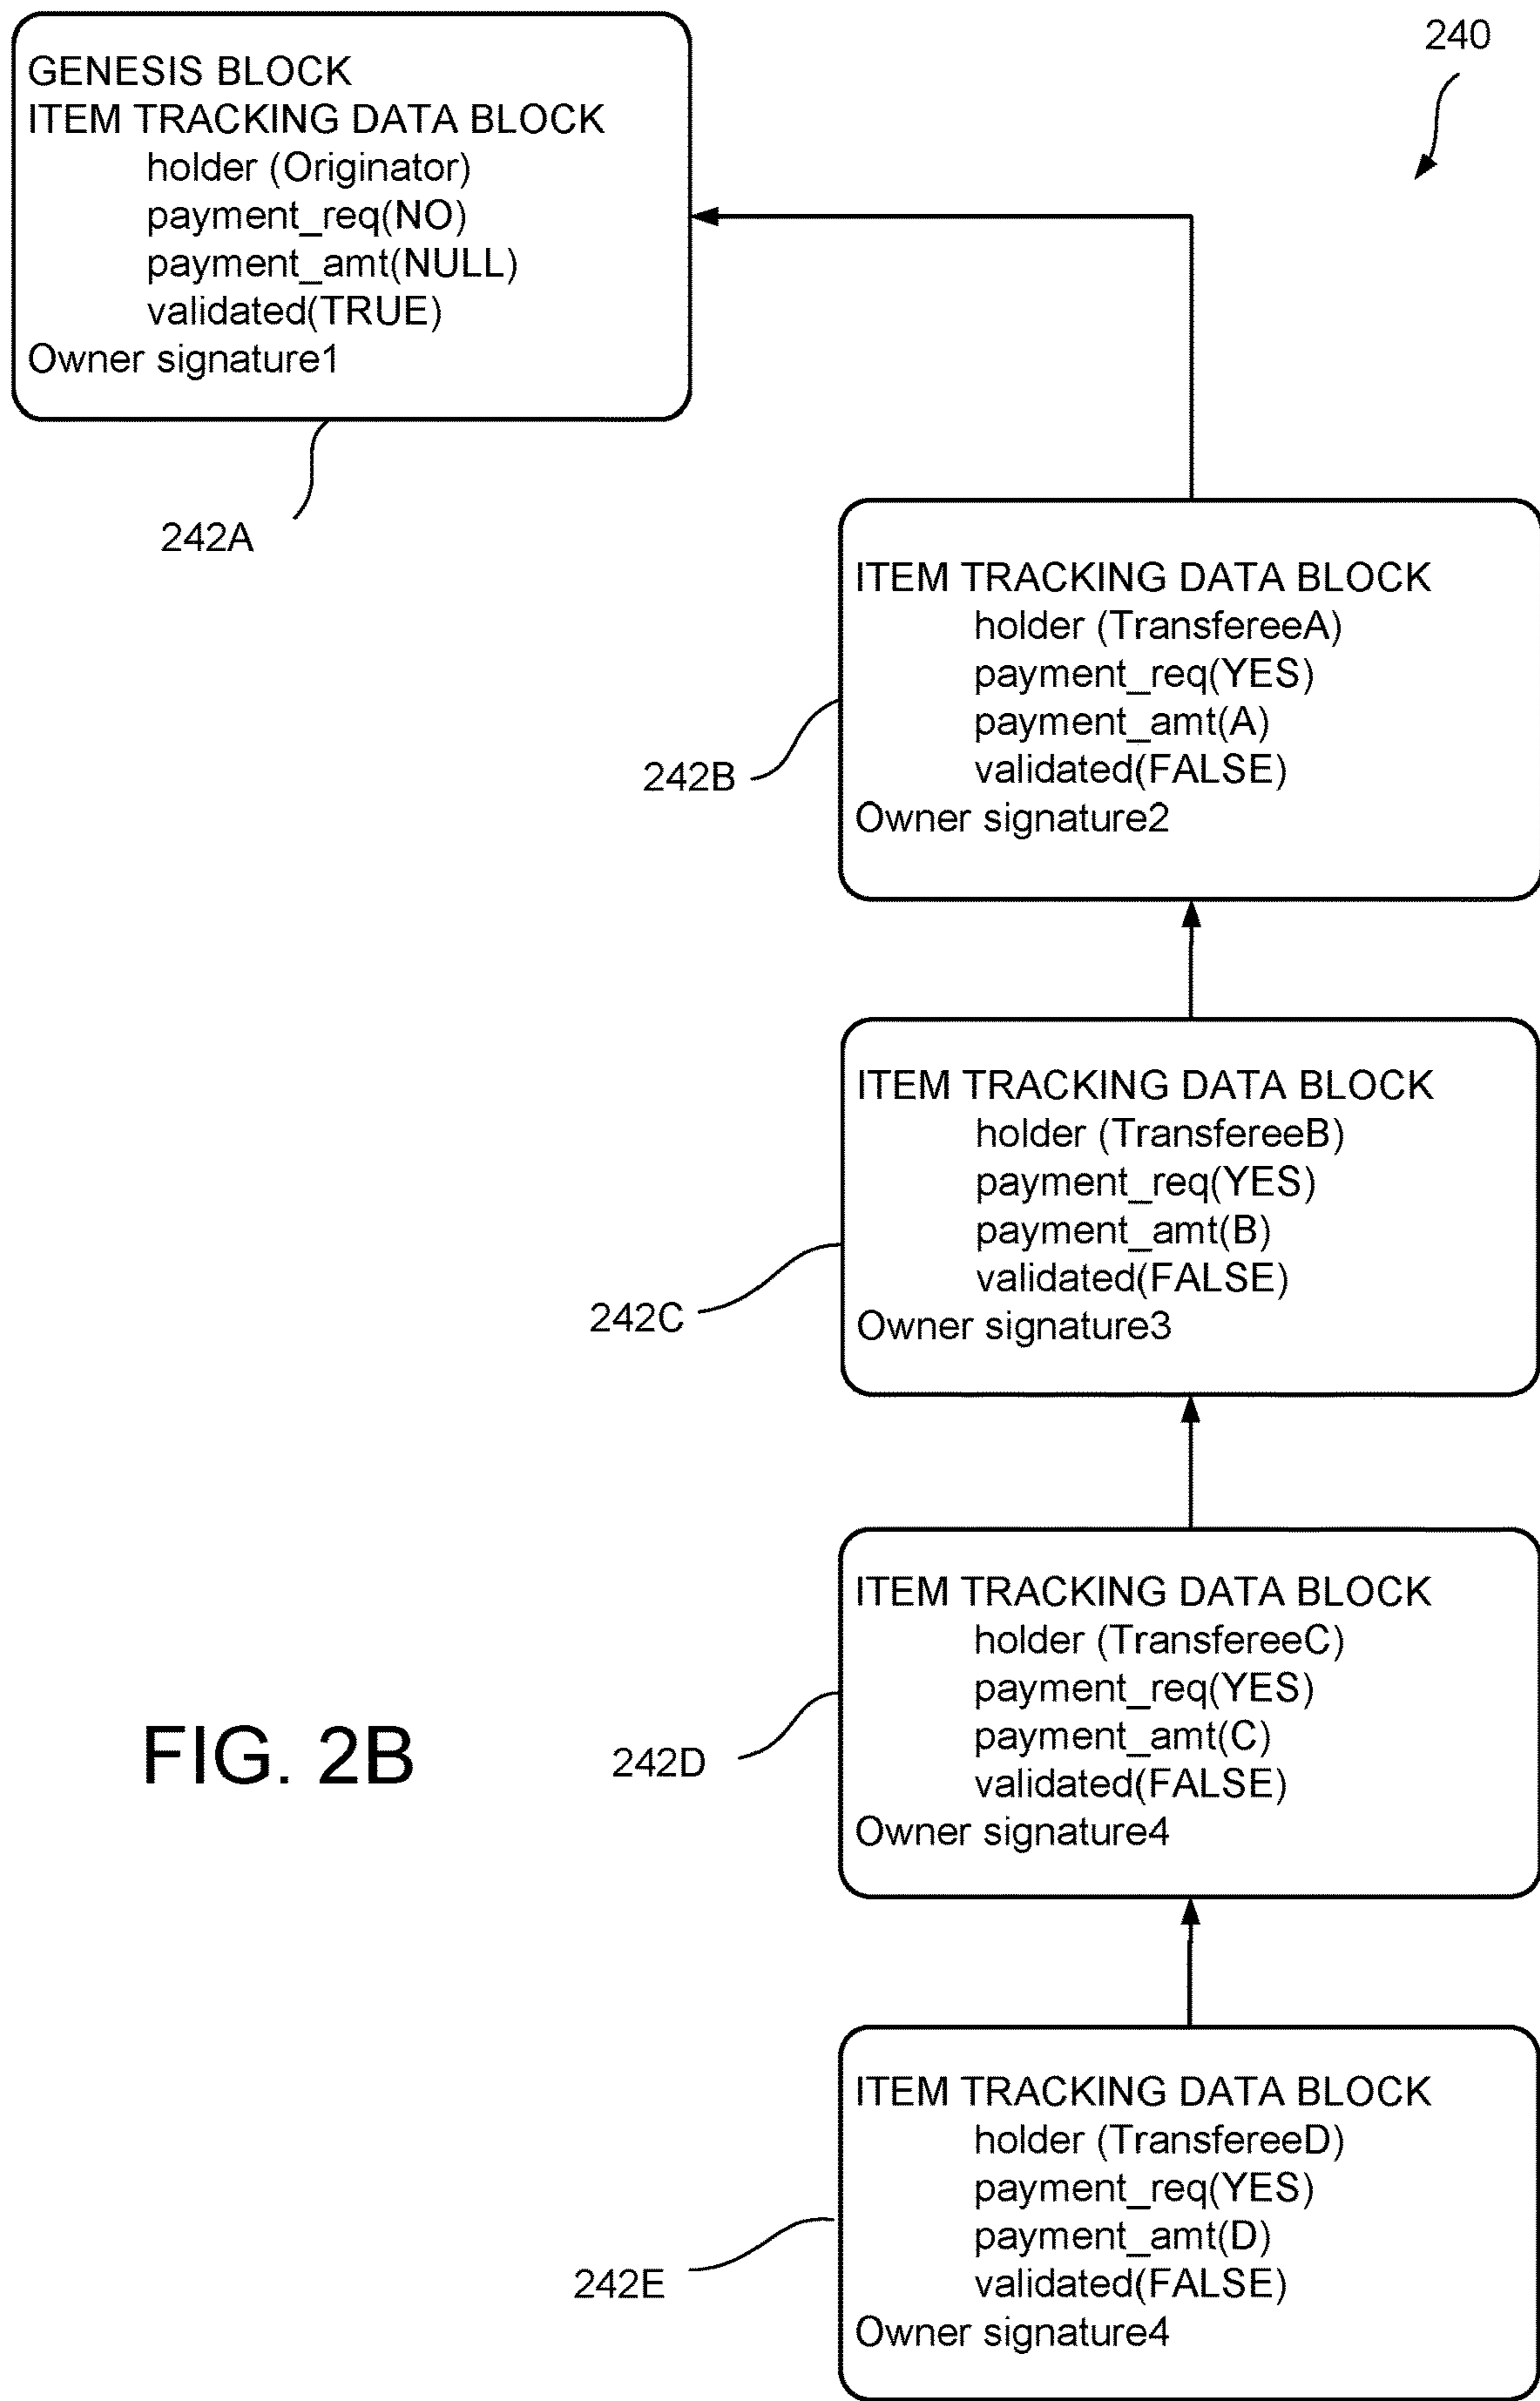 240
GENESIS BLOCK
ITEM TRACKING DATA BLOCK
holder (Originator)
payment_req(NO)
payment_amt(NULL)
validated(TRUE)
Owner signature1
242A
ITEM TRACKING DATA BLOCK
holder (TransfereeA)
payment_req(YES)
payment_amt(A)
validated(FALSE)
Owner signature2
242B
ITEM TRACKING DATA BLOCK
holder (TransfereeB)
payment_req(YES)
payment_amt(B)
validated(FALSE)
Owner signature3
242C
ITEM TRACKING DATA BLOCK
holder (TransfereeC)
payment_req(YES)
payment_amt(C)
validated(FALSE)
Owner signature4
242D
FIG. 2B
ITEM TRACKING DATA BLOCK
holder (TransfereeD)
payment_req(YES)
payment_amt(D)
validated(FALSE)
Owner signature4
242E